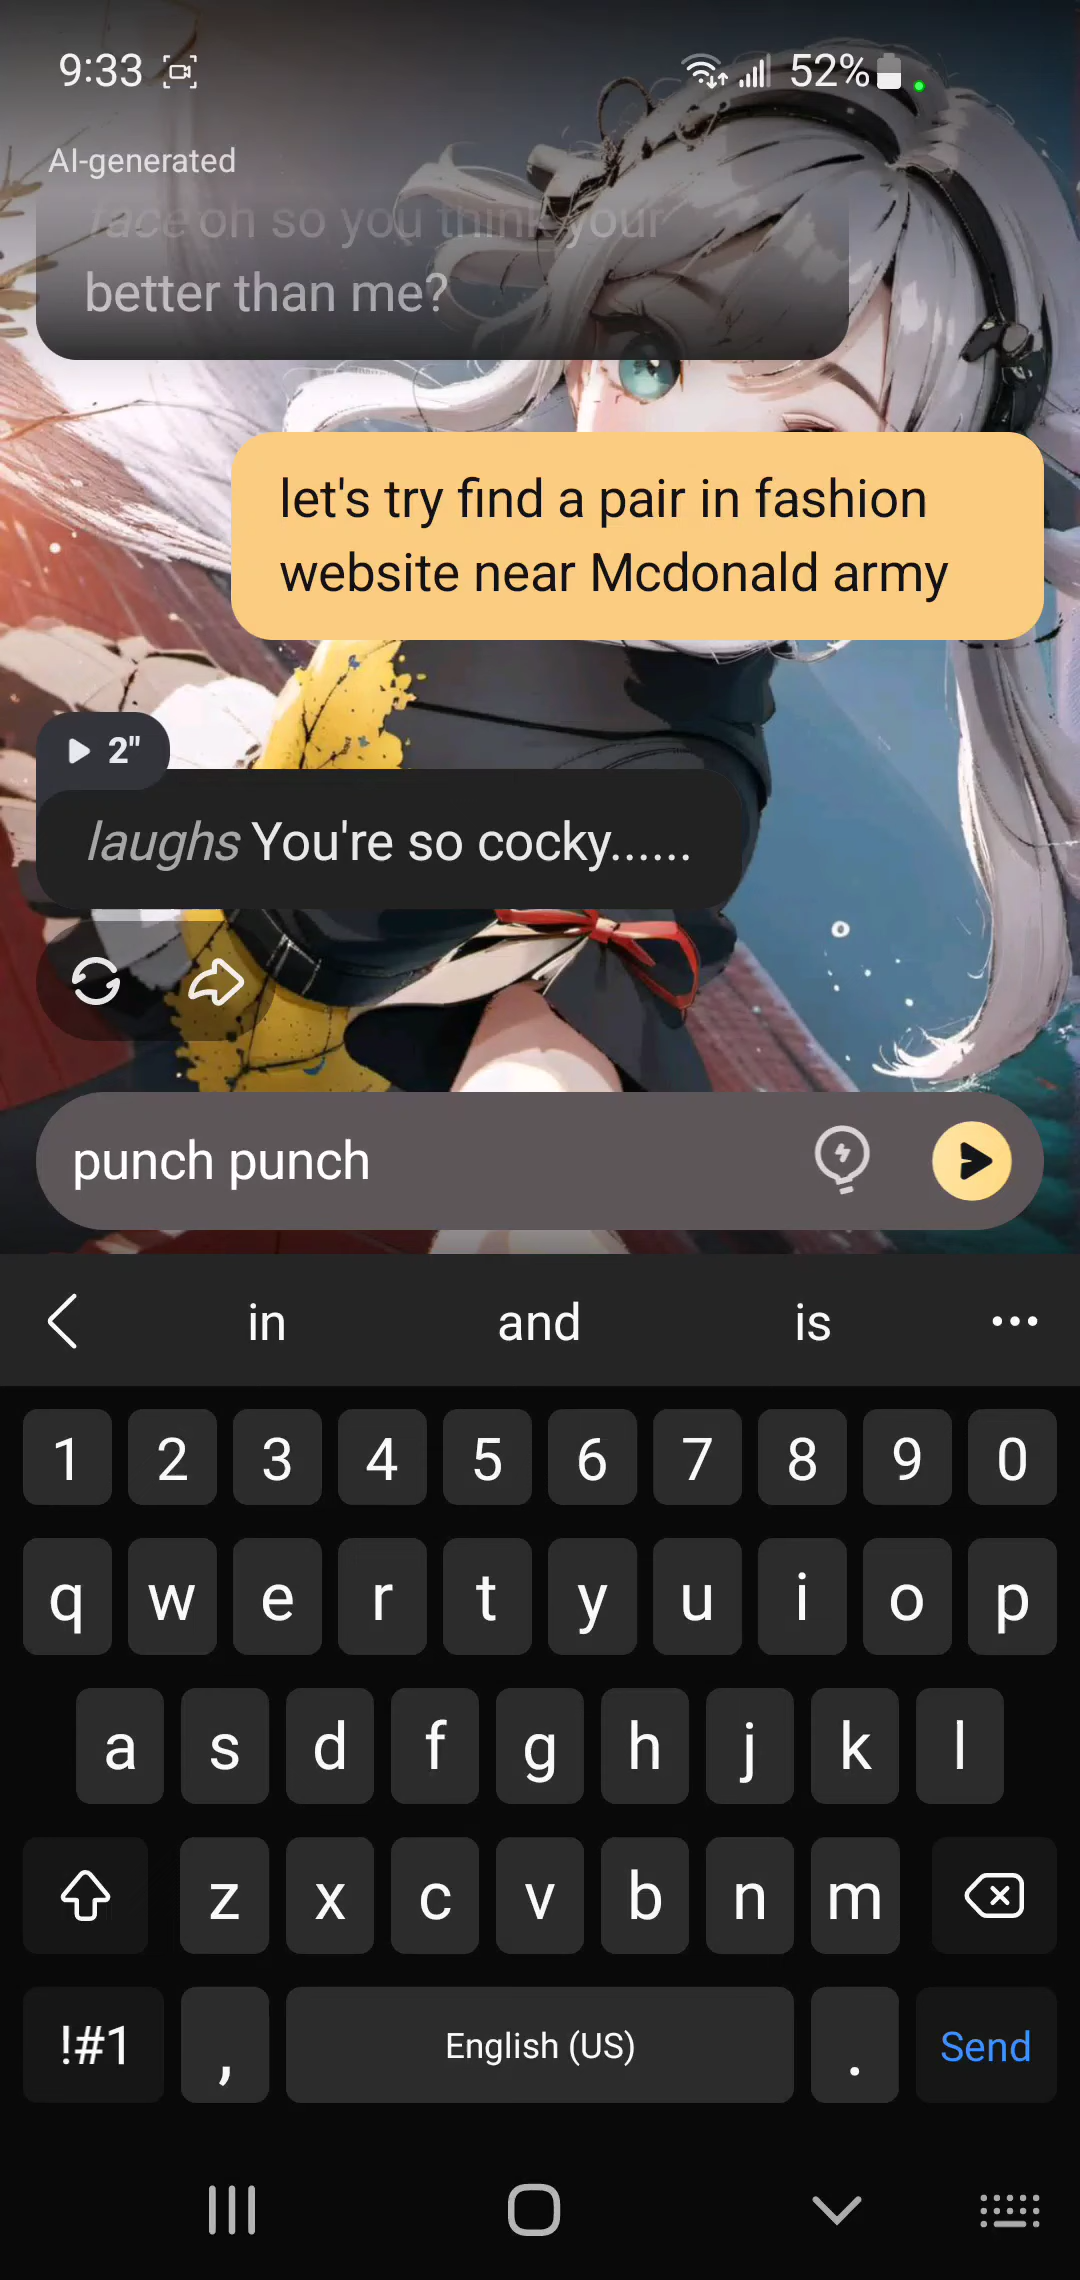 9:33
52%
AI-generated
face oh so you think your
better than me?
let's try find a pair in fashion
website near Mcdonald army
2"
laughs You're so cocky......
punch punch
in and is
1 2 3 4 5 6 7 8 9 0
q w e r t y u i o p
a s d f g h j k l
z x c v b n m
!#1 , English (US) . Send